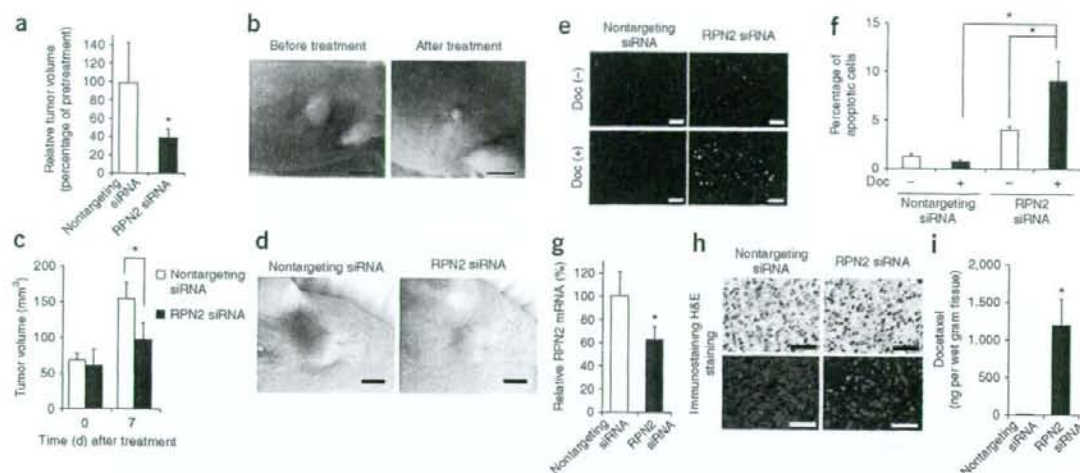 a
Relative tumor volume
(percentage of pretreatment)
140
120
100
80
60
40
20
0
*
Nontargeting
siRNA
RPN2 siRNA
b
Before treatment
After treatment
c
Tumor volume (mm³)
200
150
100
50
0
*
Nontargeting
siRNA
RPN2 siRNA
0
7
Time (d) after treatment
d
Nontargeting siRNA
RPN2 siRNA
e
Nontargeting
siRNA
RPN2 siRNA
Doc (–)
Doc (+)
f
Percentage of
apoptotic cells
15
10
5
0
*
*
Doc – + – +
Nontargeting
siRNA
RPN2
siRNA
g
Relative RPN2 mRNA (%)
120
100
80
60
40
20
0
*
Nontargeting
siRNA
RPN2
siRNA
h
Nontargeting
siRNA
RPN2 siRNA
Immunostaining H&E
staining
i
Docetaxel
(ng per wet gram tissue)
2,000
1,500
1,000
500
0
*
Nontargeting
siRNA
RPN2
siRNA